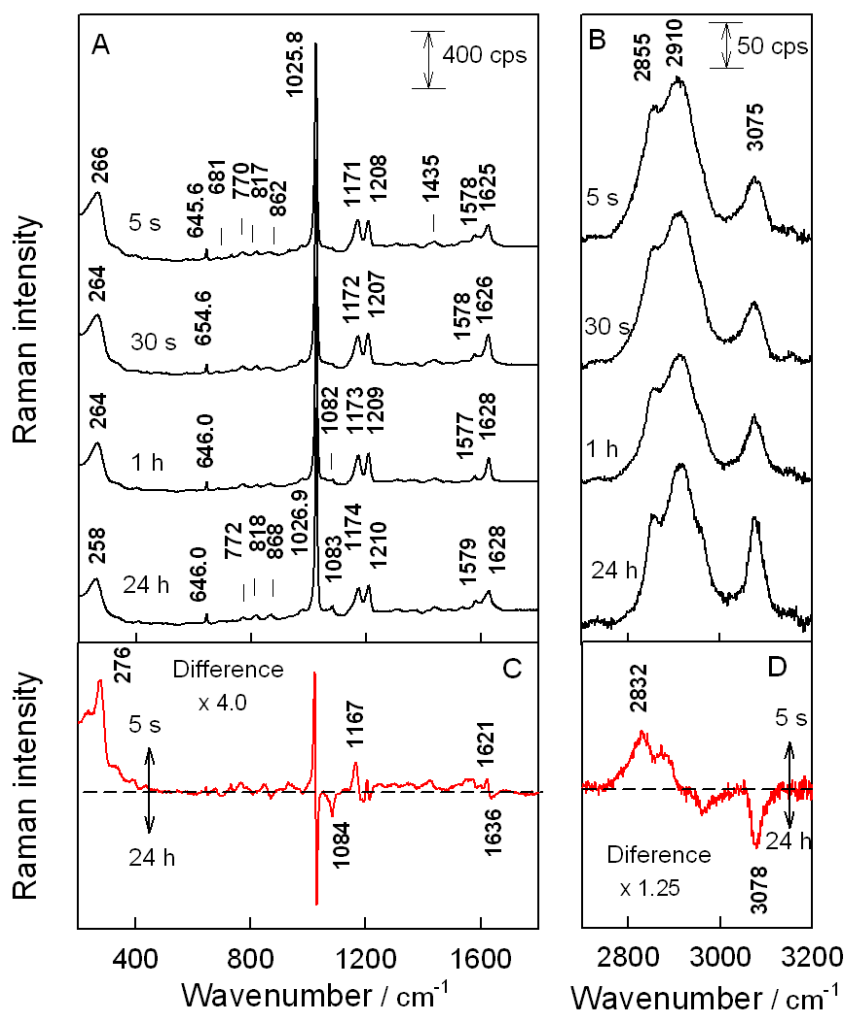 A
400 cps
1025.8
266
645.6
681
770
817
862
1171
1208
1435
1578
1625
5 s
264
654.6
1172
1207
1578
1626
30 s
264
646.0
1082
1173
1209
1577
1628
1 h
258
646.0
772
818
868
1026.9
1083
1174
1210
1579
1628
24 h
Raman intensity
B
2855
2910
50 cps
3075
5 s
30 s
1 h
24 h
Raman intensity
C
276
Difference
x 4.0
5 s
24 h
1167
1084
1621
1636
400 800 1200 1600
Wavenumber / cm-1
D
2832
5 s
24 h
Diference
x 1.25
3078
2800 3000 3200
Wavenumber / cm-1